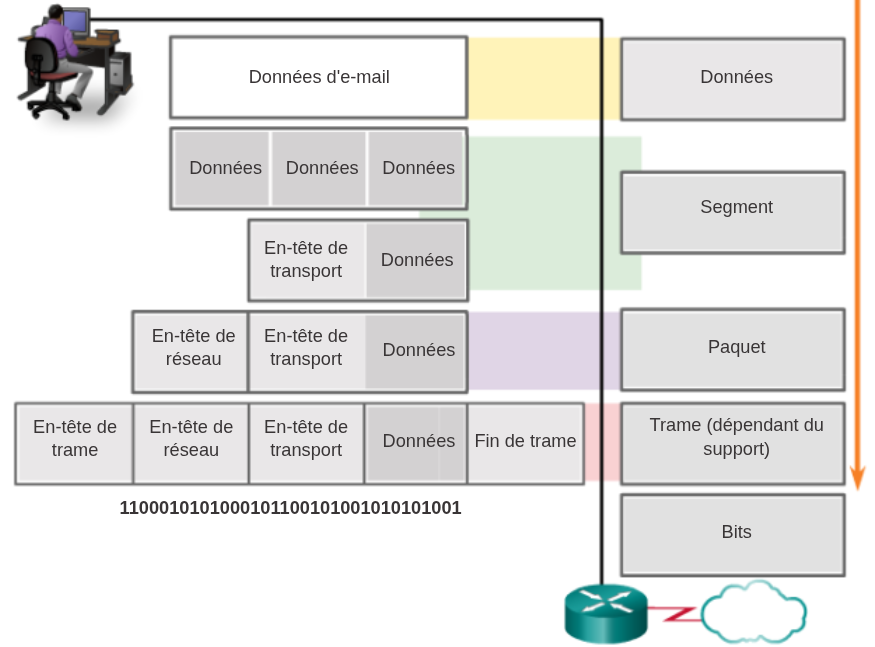 Données d'e-mail
Données
Données
Données
Données
Segment
En-tête de
transport
Données
En-tête de
réseau
En-tête de
transport
Données
Paquet
En-tête de
trame
En-tête de
réseau
En-tête de
transport
Données
Fin de trame
Trame (dépendant du
support)
1100010101000101100101001010101001
Bits